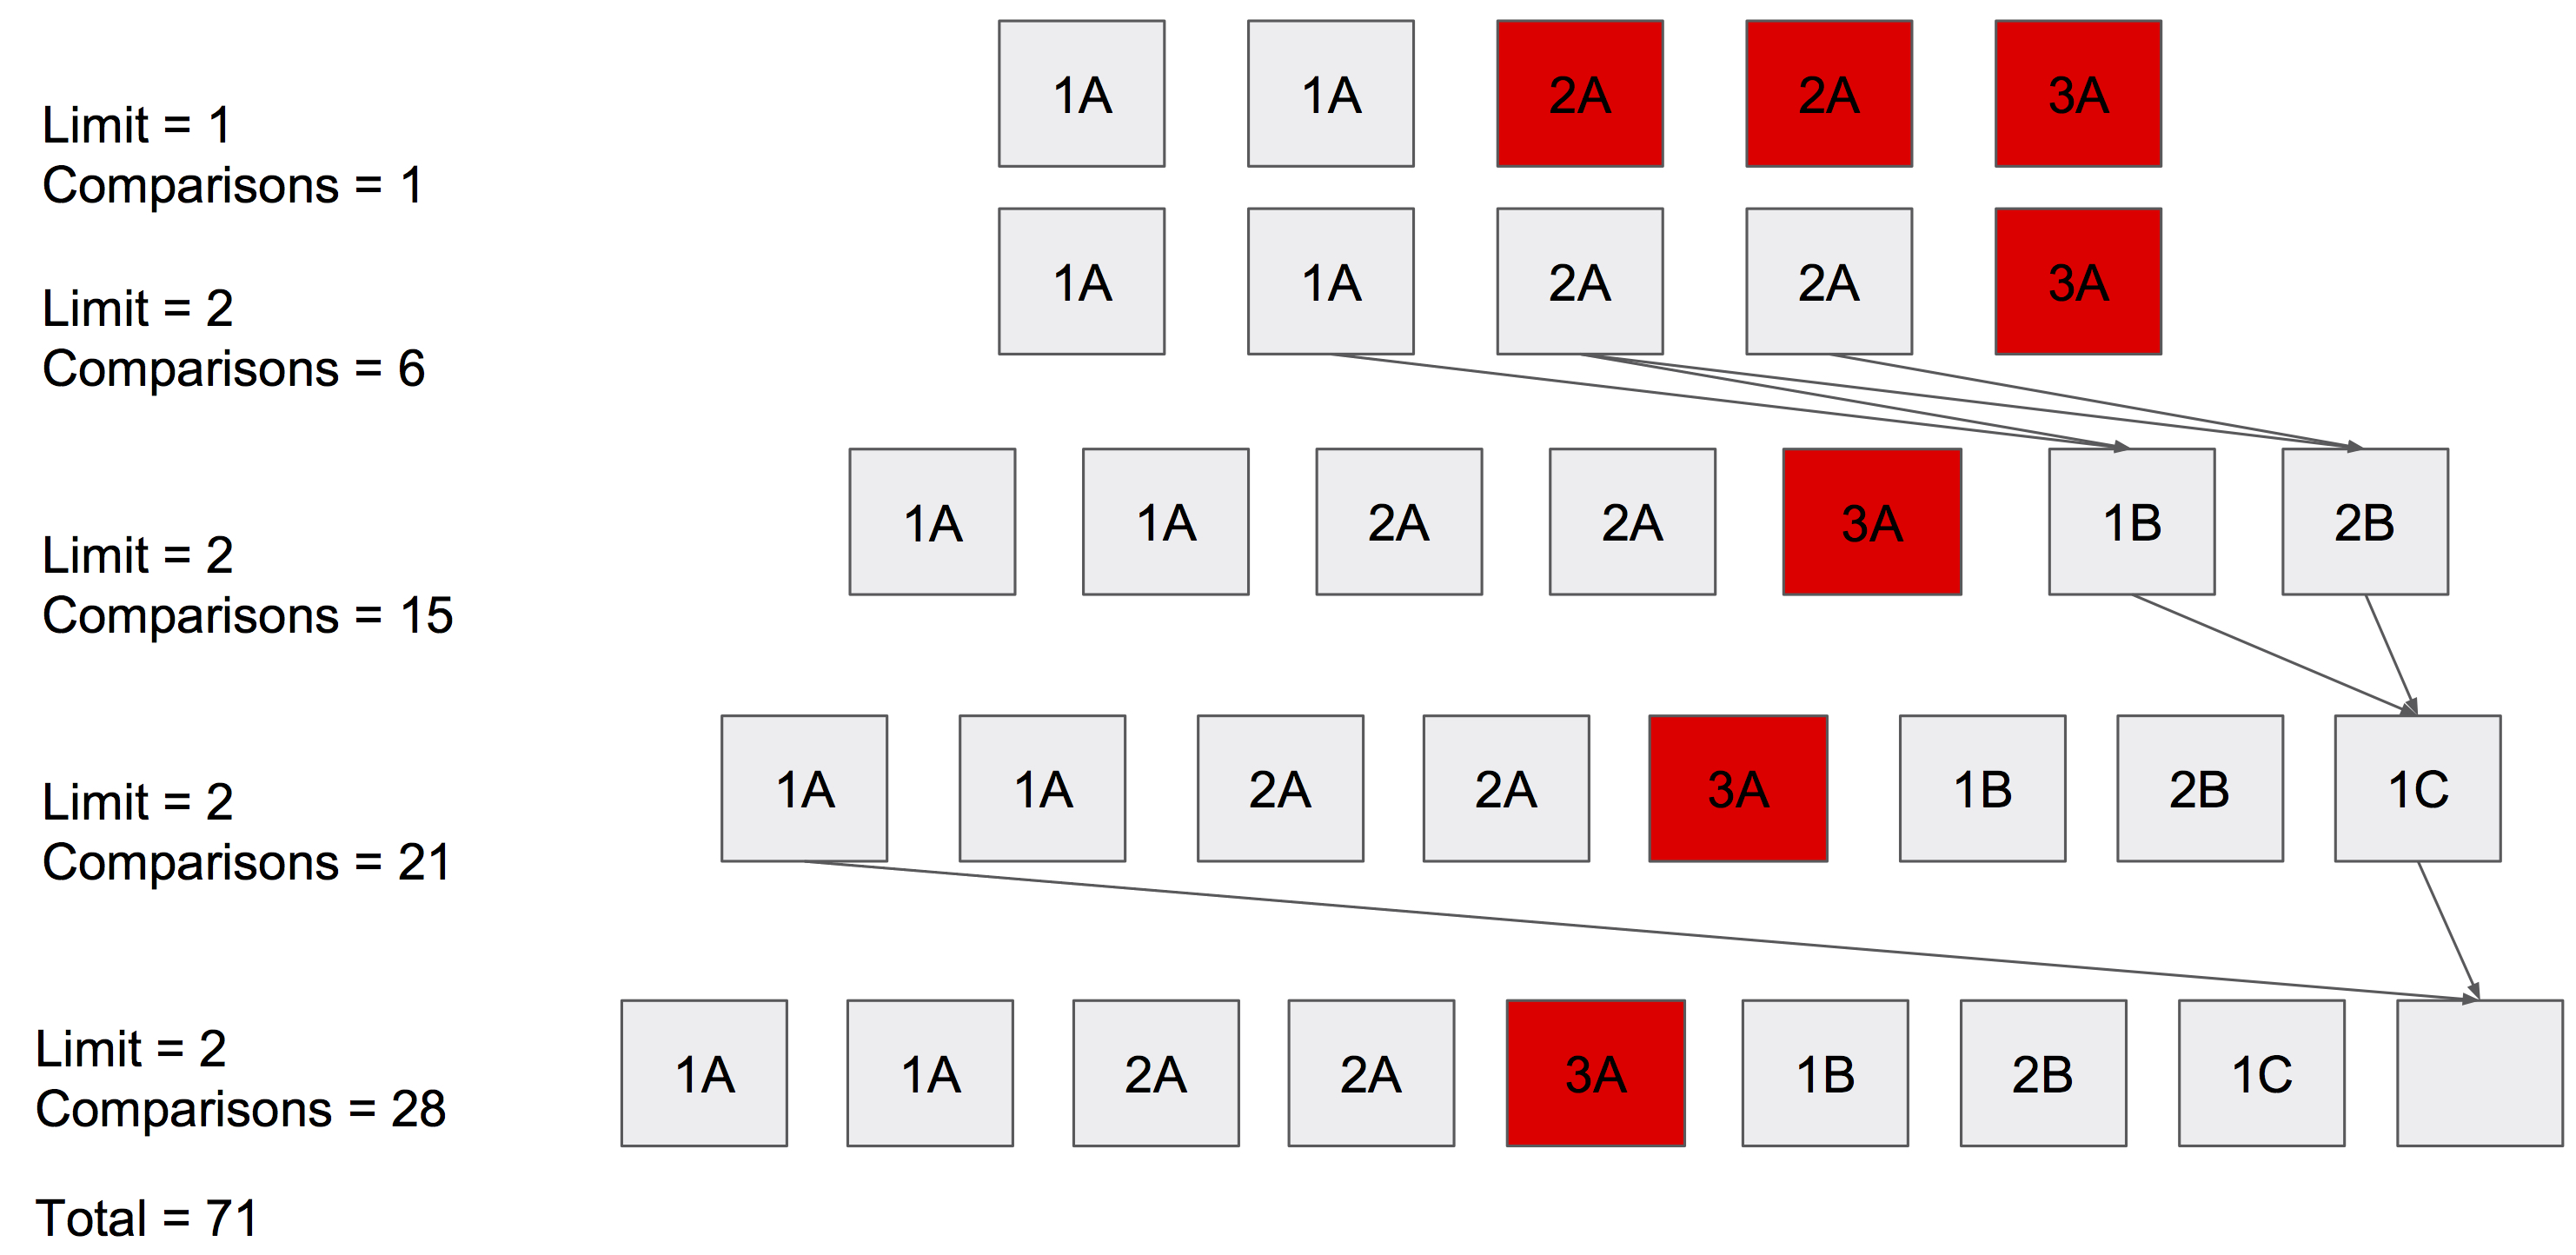 1A 1A 2A 2A 3A
Limit = 1
Comparisons = 1
1A 1A 2A 2A 3A
Limit = 2
Comparisons = 6
1A 1A 2A 2A 3A 1B 2B
Limit = 2
Comparisons = 15
1A 1A 2A 2A 3A 1B 2B 1C
Limit = 2
Comparisons = 21
1A 1A 2A 2A 3A 1B 2B 1C
Limit = 2
Comparisons = 28
Total = 71